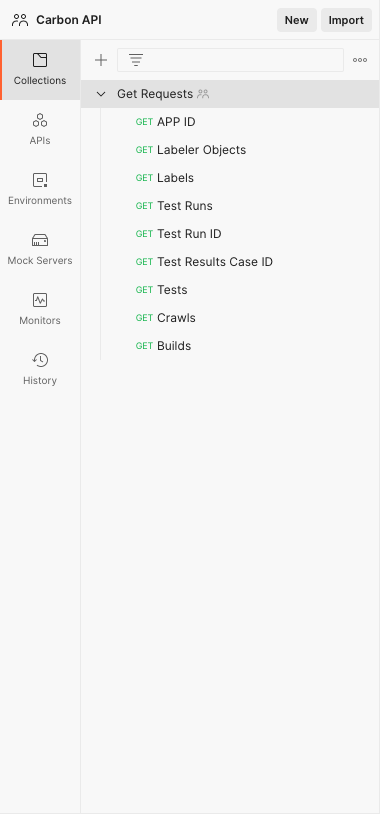 Carbon API
New
Import
Collections
APIs
Environments
Mock Servers
Monitors
History
Get Requests
GET APP ID
GET Labeler Objects
GET Labels
GET Test Runs
GET Test Run ID
GET Test Results Case ID
GET Tests
GET Crawls
GET Builds